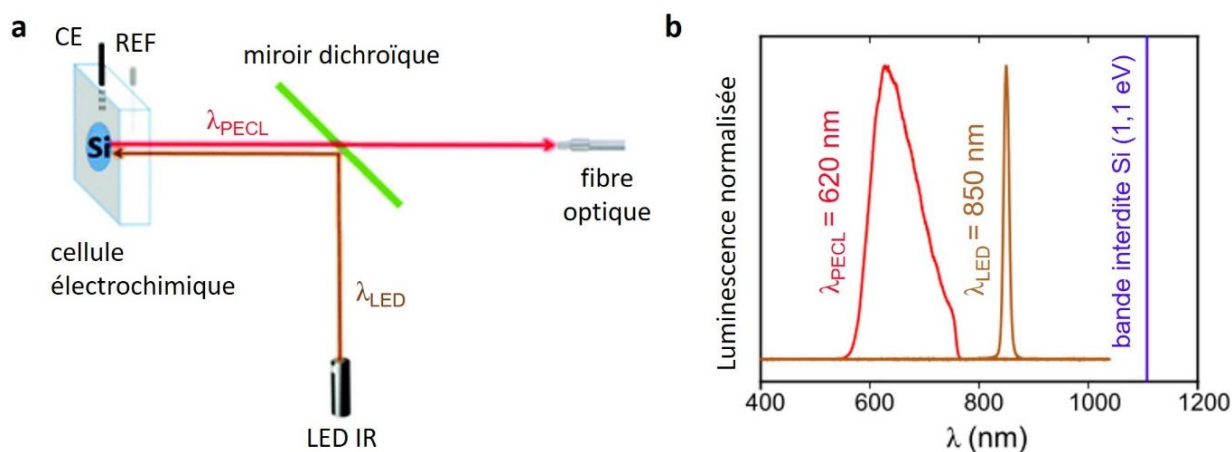 a
CE
REF
miroir dichroïque
λPECL
Si
fibre
optique
cellule
électrochimique
λLED
LED IR
b
Luminescence normalisée
λPECL = 620 nm
λLED = 850 nm
bande interdite Si (1,1 eV)
400 600 800 1000 1200
λ (nm)